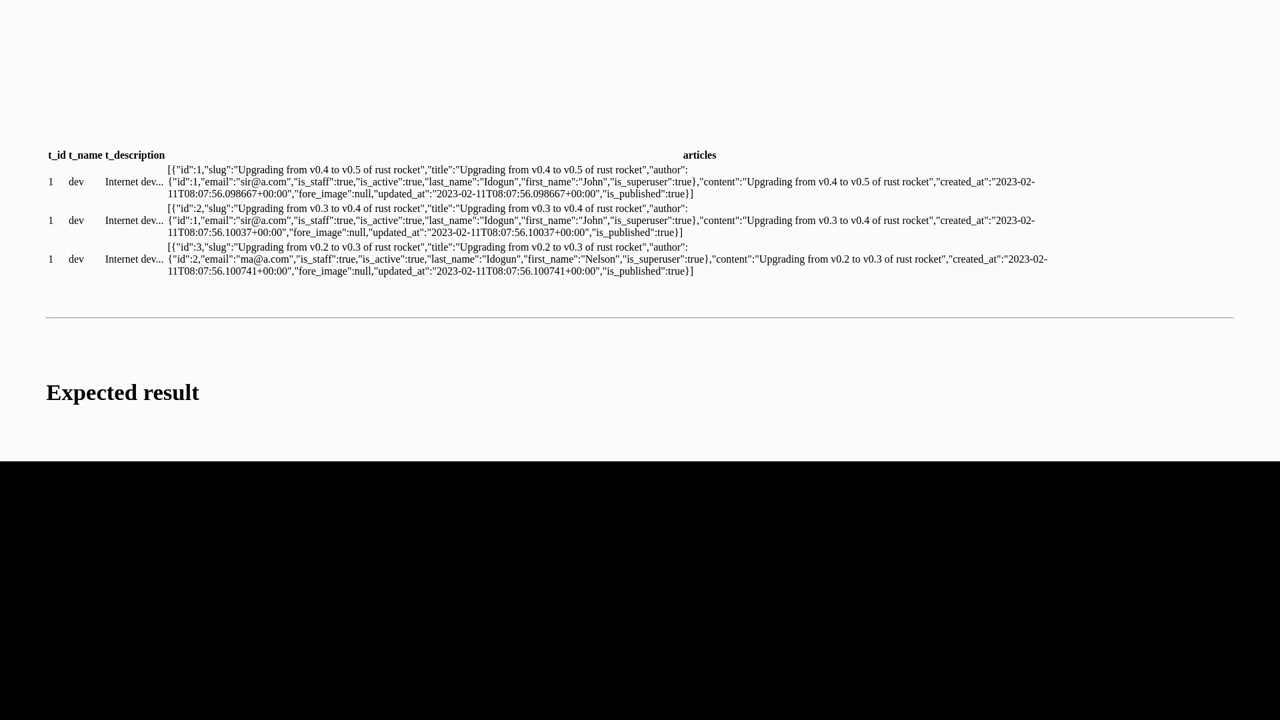 t_id t_name t_description articles
[{"id":1,"slug":"Upgrading from v0.4 to v0.5 of rust rocket","title":"Upgrading from v0.4 to v0.5 of rust rocket","author":
1 dev Internet dev... {"id":1,"email":"sir@a.com","is_staff":true,"is_active":true,"last_name":"Idogun","first_name":"John","is_superuser":true},"content":"Upgrading from v0.4 to v0.5 of rust rocket","created_at":"2023-02-
11T08:07:56.098667+00:00","fore_image":null,"updated_at":"2023-02-11T08:07:56.098667+00:00","is_published":true}]
[{"id":2,"slug":"Upgrading from v0.3 to v0.4 of rust rocket","title":"Upgrading from v0.3 to v0.4 of rust rocket","author":
1 dev Internet dev... {"id":1,"email":"sir@a.com","is_staff":true,"is_active":true,"last_name":"Idogun","first_name":"John","is_superuser":true},"content":"Upgrading from v0.3 to v0.4 of rust rocket","created_at":"2023-02-
11T08:07:56.10037+00:00","fore_image":null,"updated_at":"2023-02-11T08:07:56.10037+00:00","is_published":true}]
[{"id":3,"slug":"Upgrading from v0.2 to v0.3 of rust rocket","title":"Upgrading from v0.2 to v0.3 of rust rocket","author":
1 dev Internet dev... {"id":2,"email":"ma@a.com","is_staff":true,"is_active":true,"last_name":"Idogun","first_name":"Nelson","is_superuser":true},"content":"Upgrading from v0.2 to v0.3 of rust rocket","created_at":"2023-02-
11T08:07:56.100741+00:00","fore_image":null,"updated_at":"2023-02-11T08:07:56.100741+00:00","is_published":true}]
Expected result